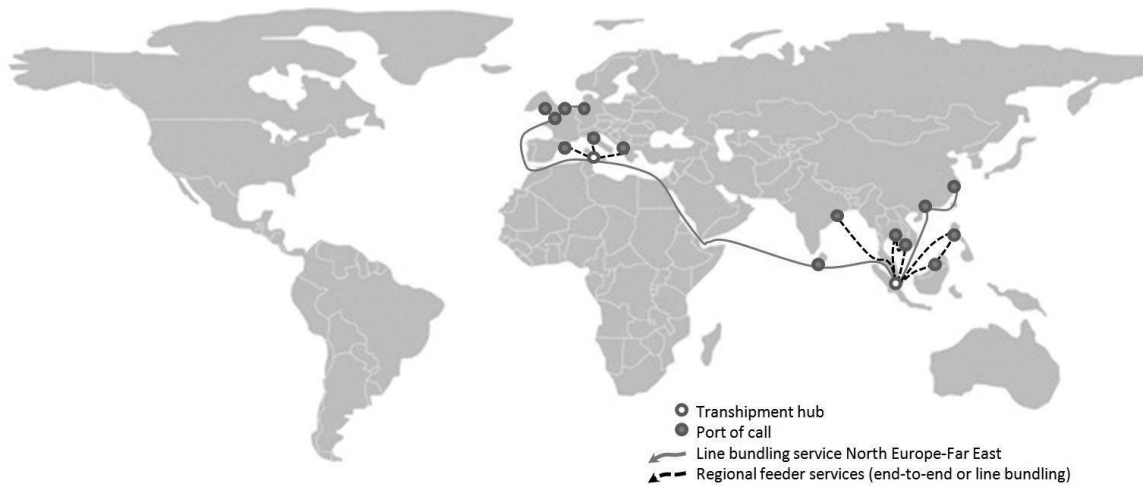 Transhipment hub
Port of call
Line bundling service North Europe-Far East
Regional feeder services (end-to-end or line bundling)